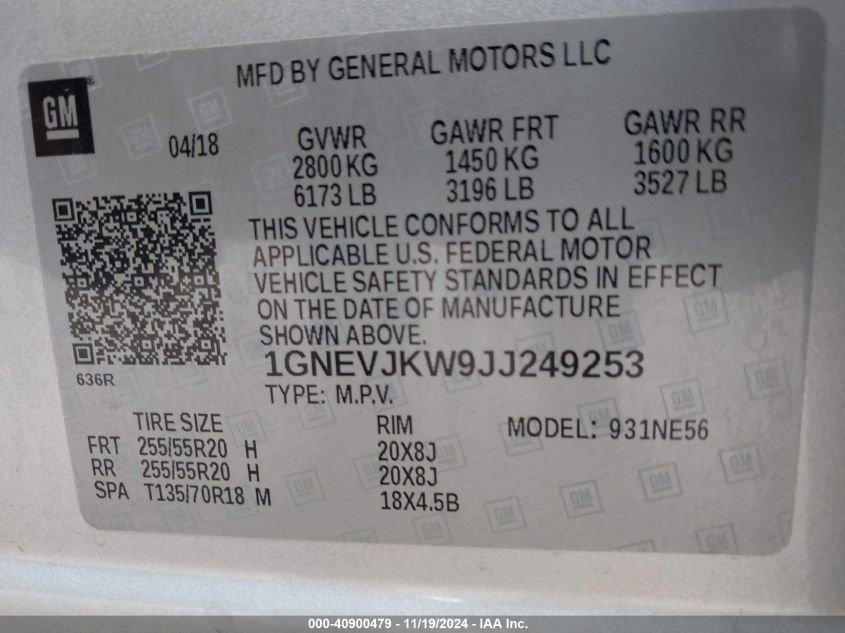 MFD BY GENERAL MOTORS LLC
GM
04/18
GVWR GAWR FRT GAWR RR
2800 KG 1450 KG 1600 KG
6173 LB 3196 LB 3527 LB
THIS VEHICLE CONFORMS TO ALL
APPLICABLE U.S. FEDERAL MOTOR
VEHICLE SAFETY STANDARDS IN EFFECT
ON THE DATE OF MANUFACTURE
SHOWN ABOVE.
1GNEVJKW9JJ249253
636R
TYPE: M.P.V.
TIRE SIZE RIM MODEL: 931NE56
FRT 255/55R20 H 20X8J
RR 255/55R20 H 20X8J
SPA T135/70R18 M 18X4.5B
000-40900479 - 11/19/2024 - IAA Inc.